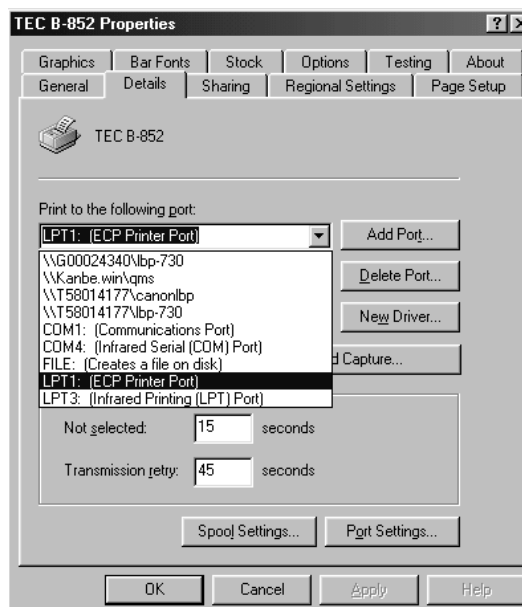 TEC B-852 Properties
Graphics Bar Fonts Stock Options Testing About
General Details Sharing Regional Settings Page Setup
TEC B-852
Print to the following port:
LPT1: (ECP Printer Port) Add Port...
\\G00024340\lbp-730
\\Kanbe.win\qms Delete Port...
\\T58014177\canonlbp
\\T58014177\lbp-730 New Driver...
COM1: (Communications Port)
COM4: (Infrared Serial (COM) Port)
FILE: (Creates a file on disk) d Capture...
LPT1: (ECP Printer Port)
LPT3: (Infrared Printing (LPT) Port)
Not selected: 15 seconds
Transmission retry: 45 seconds
Spool Settings... Port Settings...
OK Cancel Apply Help